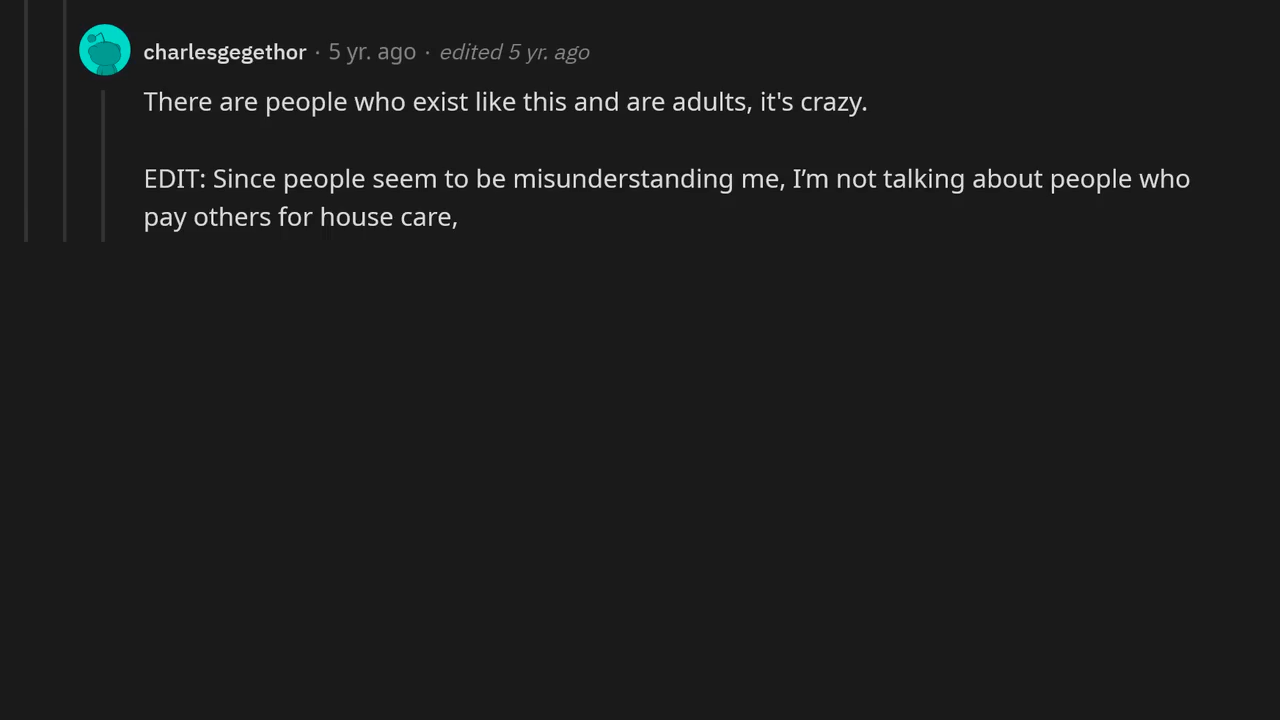 charlesgegethor · 5 yr. ago · edited 5 yr. ago
There are people who exist like this and are adults, it's crazy.
EDIT: Since people seem to be misunderstanding me, I’m not talking about people who
pay others for house care,